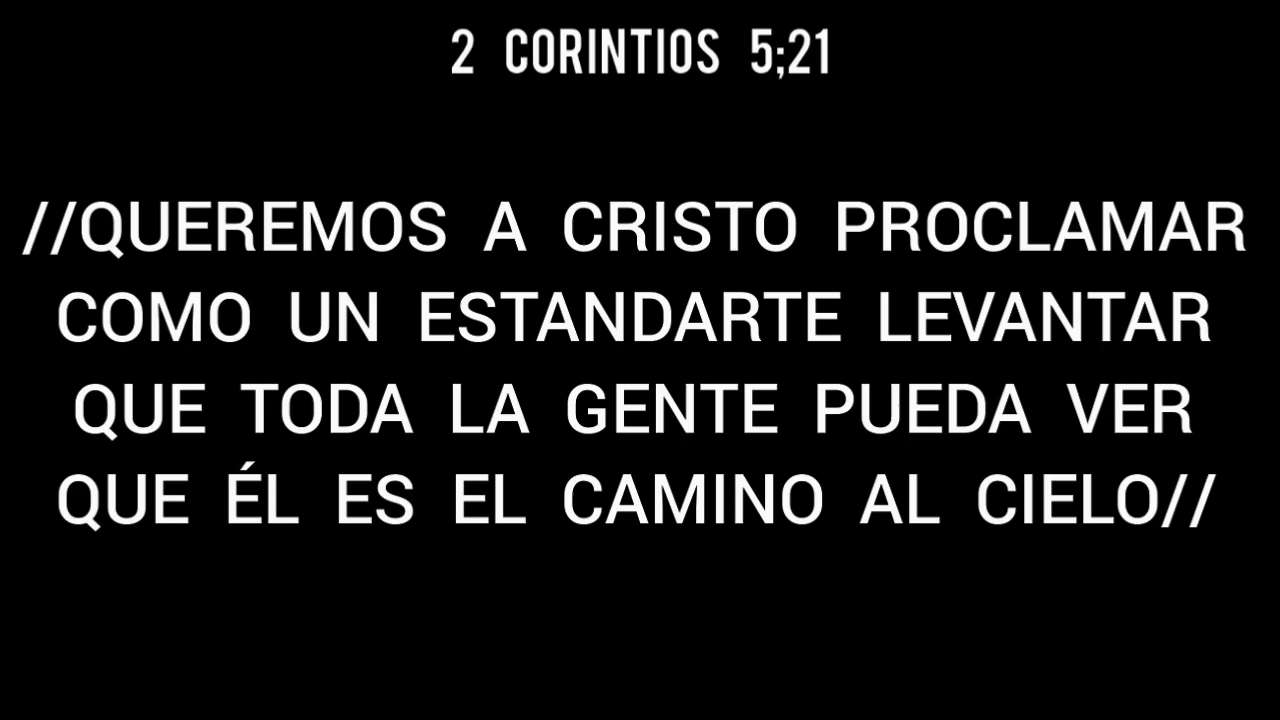 2 CORINTIOS 5;21
//QUEREMOS A CRISTO PROCLAMAR
COMO UN ESTANDARTE LEVANTAR
QUE TODA LA GENTE PUEDA VER
QUE ÉL ES EL CAMINO AL CIELO//